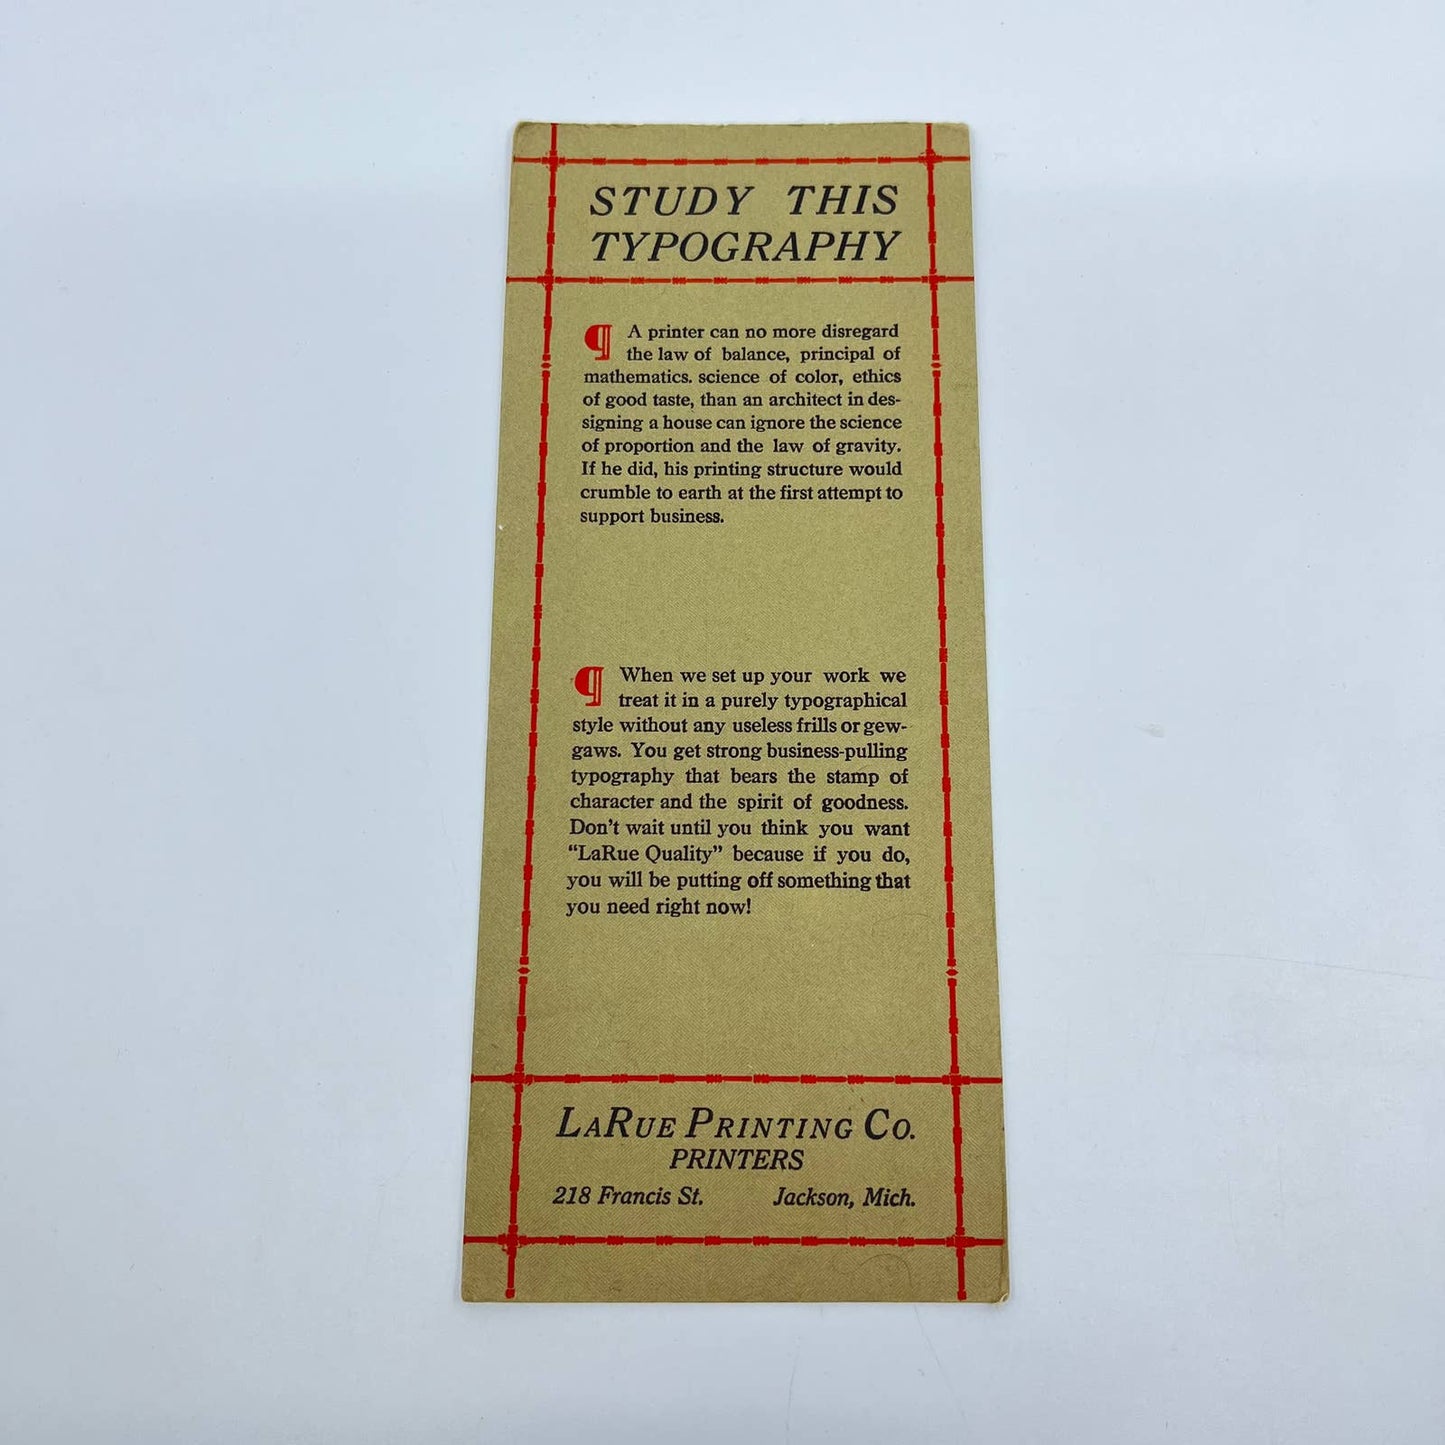 STUDY THIS
TYPOGRAPHY
¶ A printer can no more disregard
the law of balance, principal of
mathematics. science of color, ethics
of good taste, than an architect in des-
signing a house can ignore the science
of proportion and the law of gravity.
If he did, his printing structure would
crumble to earth at the first attempt to
support business.
¶ When we set up your work we
treat it in a purely typographical
style without any useless frills or gew-
gaws. You get strong business-pulling
typography that bears the stamp of
character and the spirit of goodness.
Don't wait until you think you want
“LaRue Quality” because if you do,
you will be putting off something that
you need right now!
LARUE PRINTING CO.
PRINTERS
218 Francis St. Jackson, Mich.